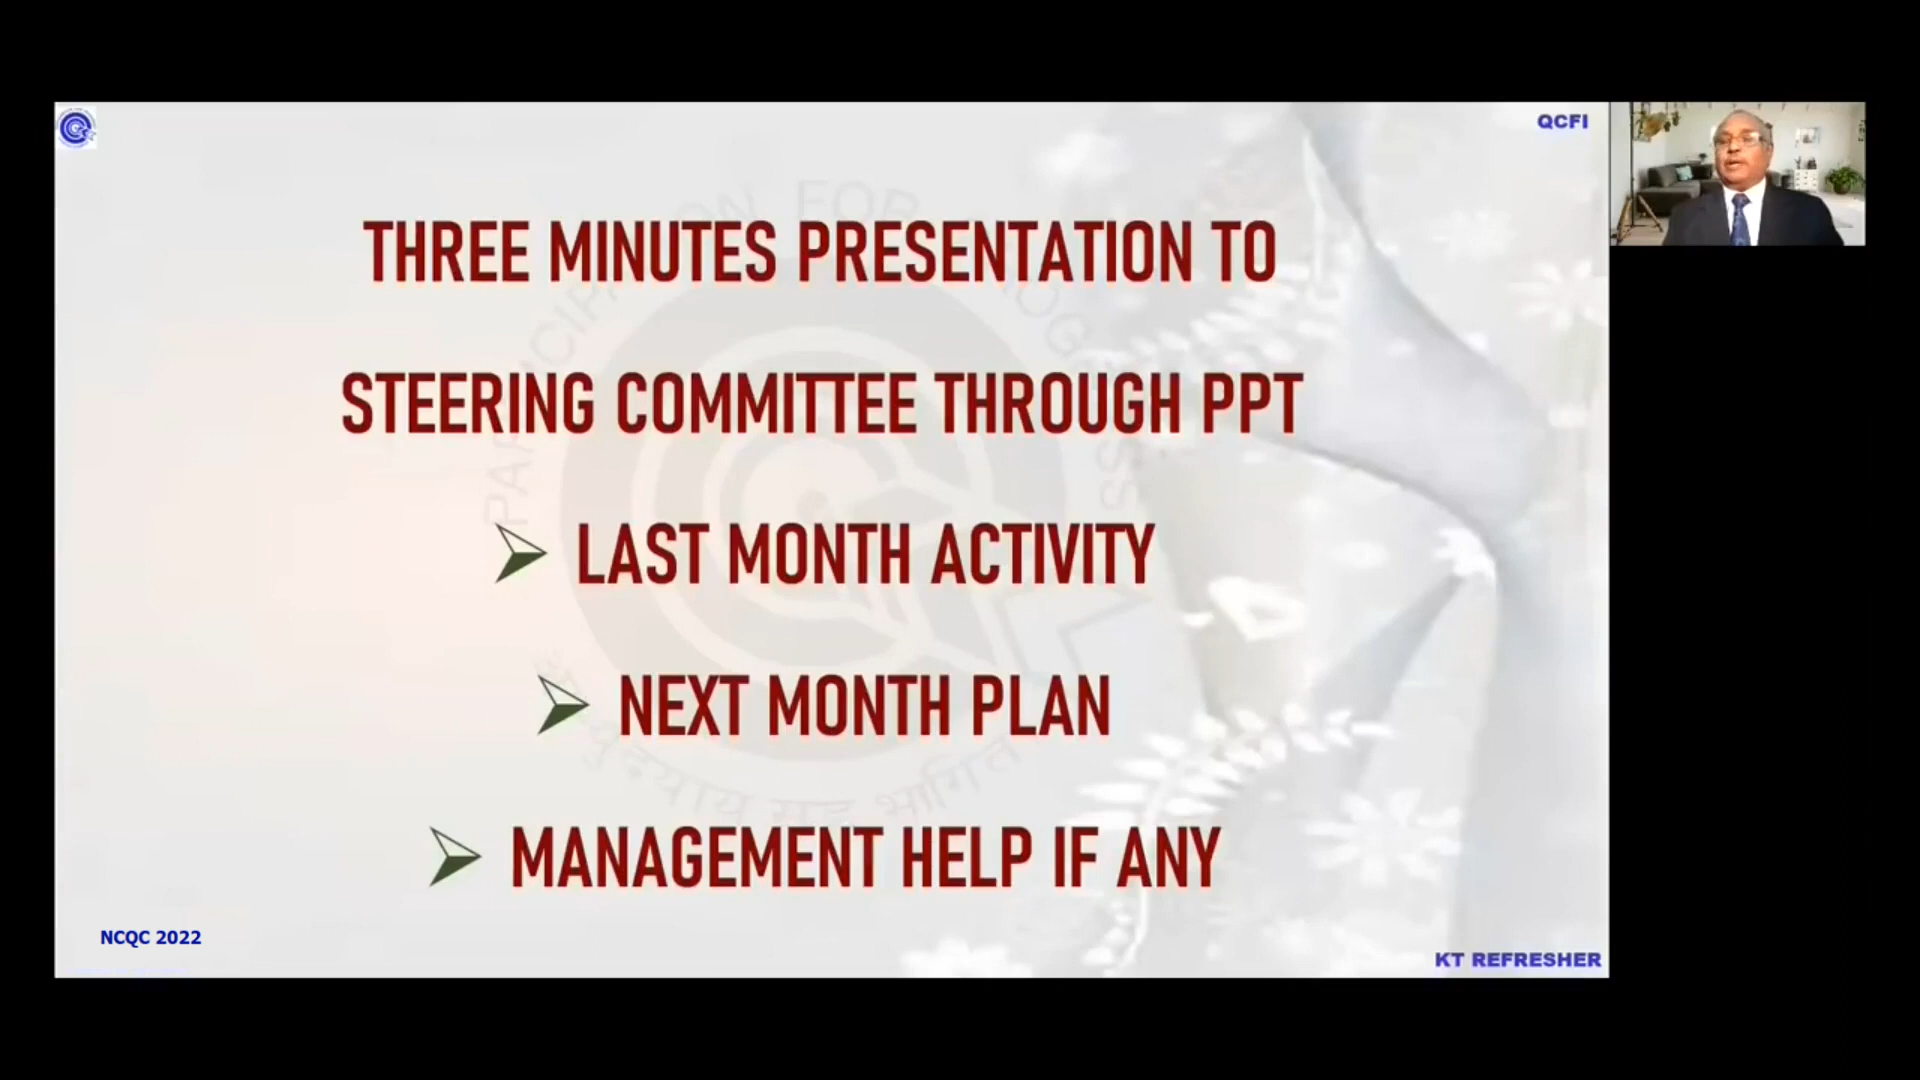 QCFI
THREE MINUTES PRESENTATION TO
STEERING COMMITTEE THROUGH PPT
LAST MONTH ACTIVITY
NEXT MONTH PLAN
MANAGEMENT HELP IF ANY
NCQC 2022
KT REFRESHER